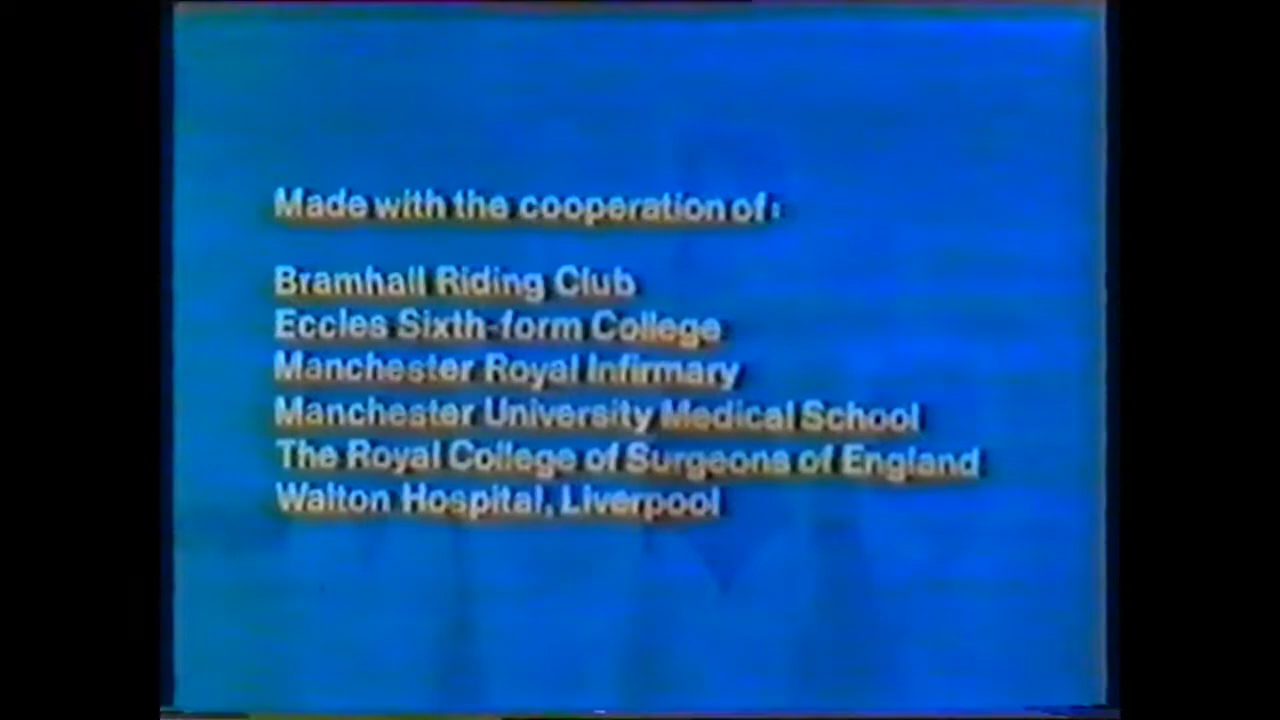 Made with the cooperation of:
Bramhall Riding Club
Eccles Sixth-form College
Manchester Royal Infirmary
Manchester University Medical School
The Royal College of Surgeons of England
Walton Hospital, Liverpool